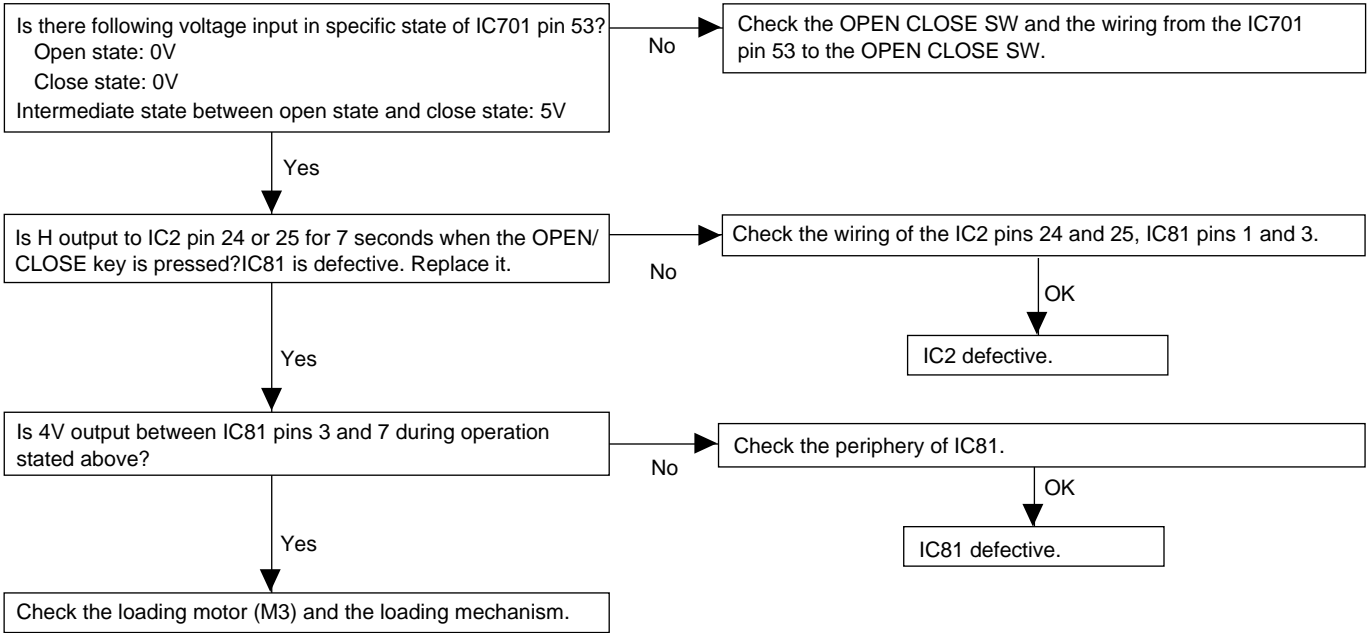 Is there following voltage input in specific state of IC701 pin 53?
Open state: 0V
Close state: 0V
Intermediate state between open state and close state: 5V
No
Check the OPEN CLOSE SW and the wiring from the IC701
pin 53 to the OPEN CLOSE SW.
Yes
Is H output to IC2 pin 24 or 25 for 7 seconds when the OPEN/
CLOSE key is pressed?IC81 is defective. Replace it.
No
Check the wiring of the IC2 pins 24 and 25, IC81 pins 1 and 3.
OK
IC2 defective.
Yes
Is 4V output between IC81 pins 3 and 7 during operation
stated above?
No
Check the periphery of IC81.
OK
IC81 defective.
Yes
Check the loading motor (M3) and the loading mechanism.